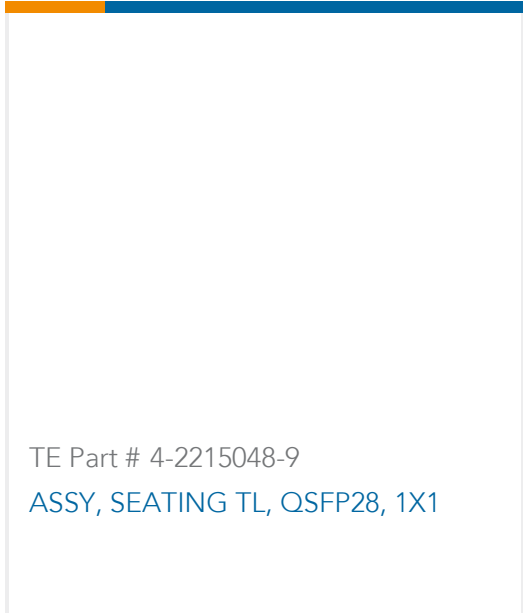 TE Part # 4-2215048-9
ASSY, SEATING TL, QSFP28, 1X1